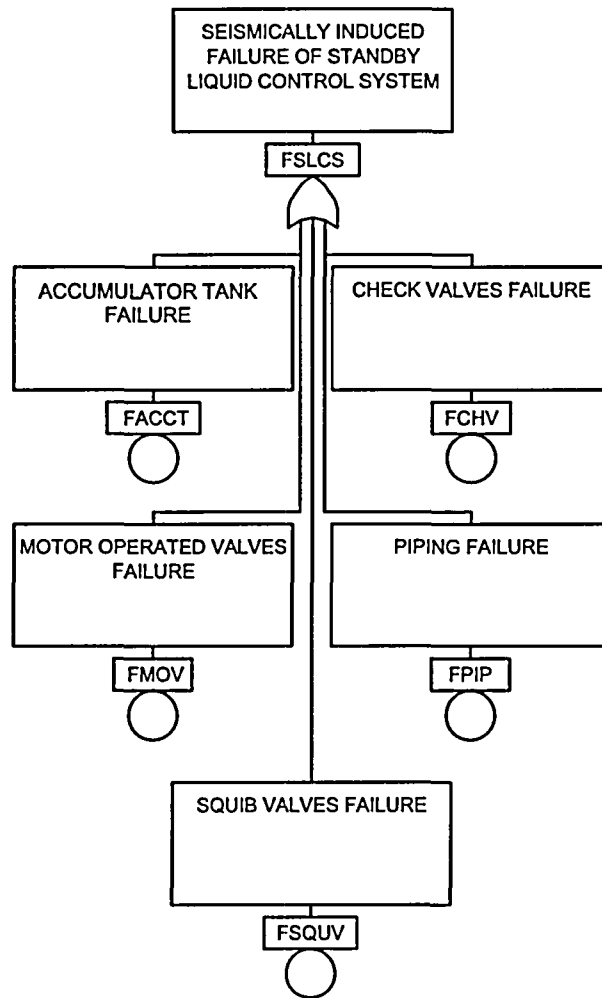 SEISMICALLY INDUCED
FAILURE OF STANDBY
LIQUID CONTROL SYSTEM
FSLCS
ACCUMULATOR TANK
FAILURE
FACCT
CHECK VALVES FAILURE
FCHV
MOTOR OPERATED VALVES
FAILURE
FMOV
PIPING FAILURE
FPIP
SQUIB VALVES FAILURE
FSQUV